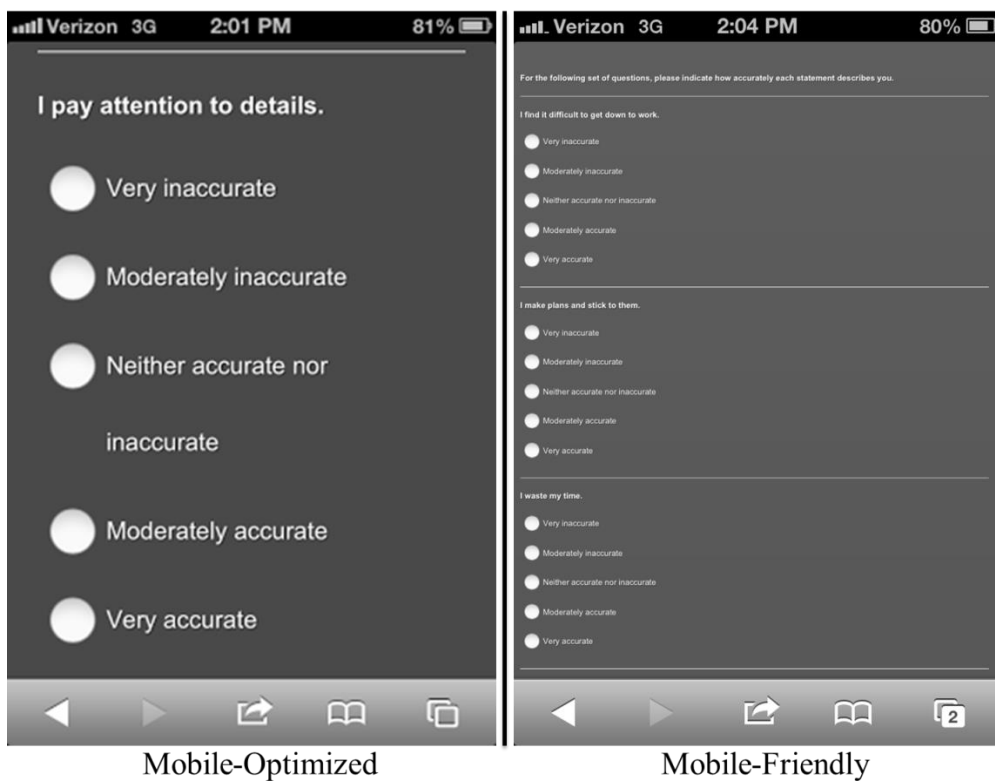 Verizon 3G 2:01 PM 81%
I pay attention to details.
Very inaccurate
Moderately inaccurate
Neither accurate nor
inaccurate
Moderately accurate
Very accurate
Mobile-Optimized
Verizon 3G 2:04 PM 80%
For the following set of questions, please indicate how accurately each statement describes you.
I find it difficult to get down to work.
Very inaccurate
Moderately inaccurate
Neither accurate nor inaccurate
Moderately accurate
Very accurate
I make plans and stick to them.
Very inaccurate
Moderately inaccurate
Neither accurate nor inaccurate
Moderately accurate
Very accurate
I waste my time.
Very inaccurate
Moderately inaccurate
Neither accurate nor inaccurate
Moderately accurate
Very accurate
2
Mobile-Friendly